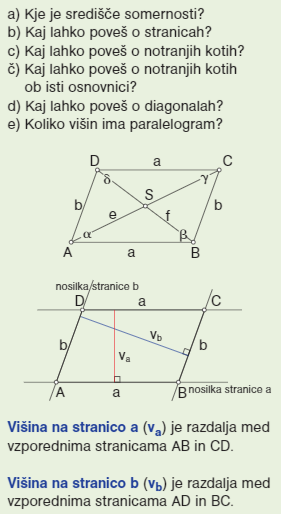 a) Kje je središče somernosti?
b) Kaj lahko poveš o stranicah?
c) Kaj lahko poveš o notranjih kotih?
č) Kaj lahko poveš o notranjih kotih
ob isti osnovnici?
d) Kaj lahko poveš o diagonalah?
e) Koliko višin ima paralelogram?
D a C
δ γ
S
b e f b
α β
A a B
nosilka stranice b
D a C
b v_a v_b b
A a B nosilka stranice a
Višina na stranico a (v_a) je razdalja med
vzporednima stranicama AB in CD.
Višina na stranico b (v_b) je razdalja med
vzporednima stranicama AD in BC.